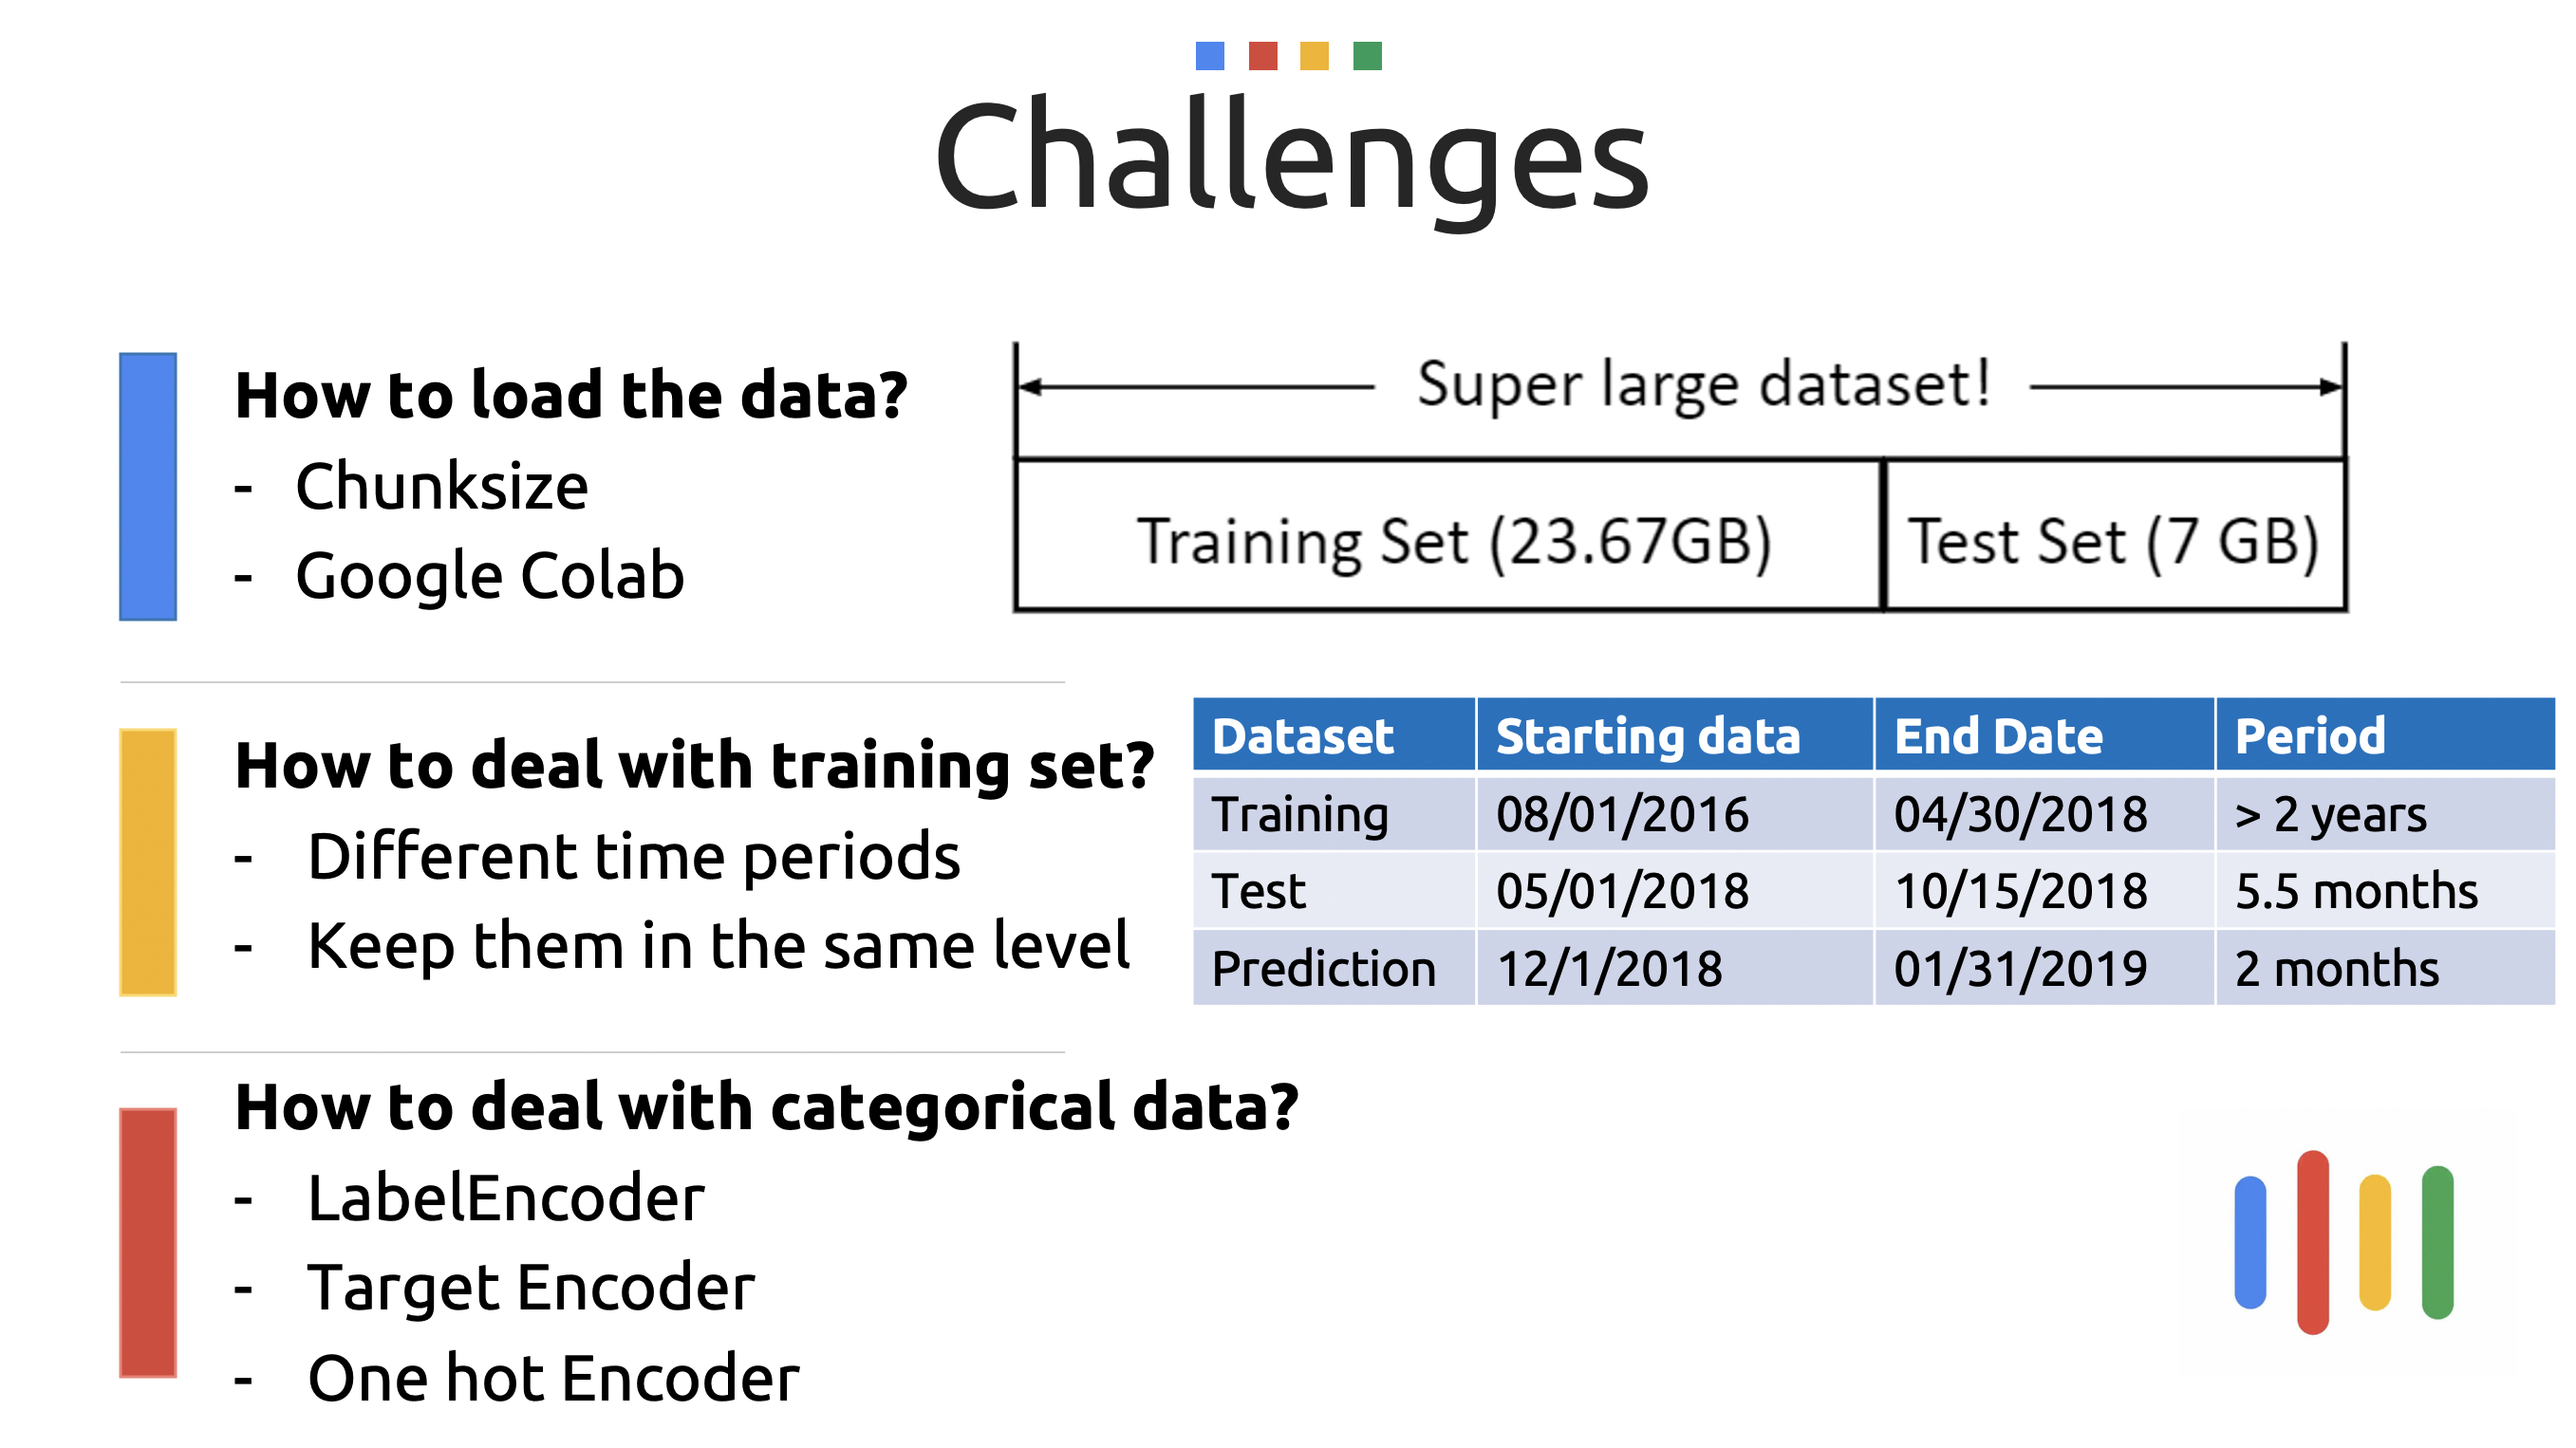 Challenges
How to load the data?
- Chunksize
- Google Colab
Super large dataset!
Training Set (23.67GB) Test Set (7 GB)
How to deal with training set?
- Different time periods
- Keep them in the same level
Dataset Starting data End Date Period
Training 08/01/2016 04/30/2018 > 2 years
Test 05/01/2018 10/15/2018 5.5 months
Prediction 12/1/2018 01/31/2019 2 months
How to deal with categorical data?
- LabelEncoder
- Target Encoder
- One hot Encoder